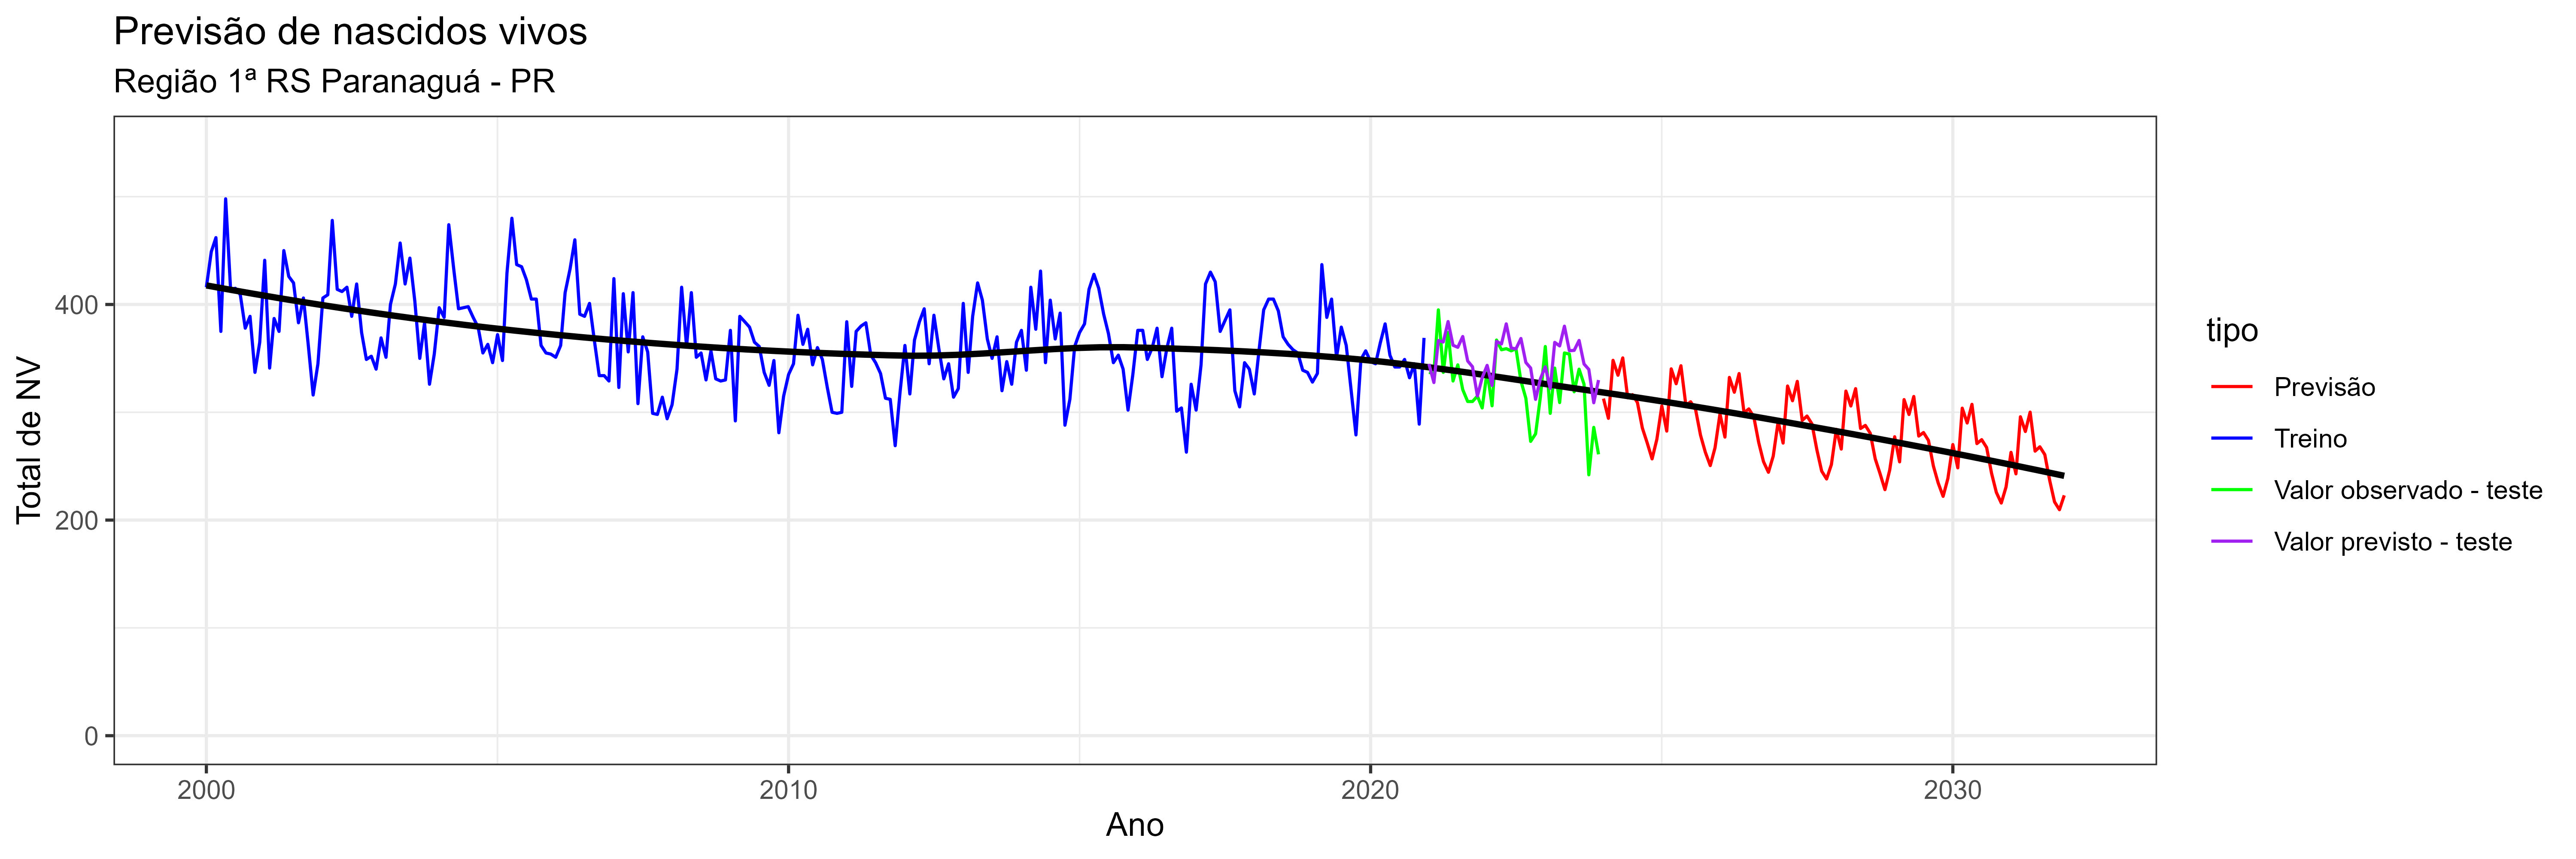 Previsão de nascidos vivos
Região 1ª RS Paranaguá - PR
Total de NV
400
200
0
2000
2010
2020
2030
Ano
tipo
Previsão
Treino
Valor observado - teste
Valor previsto - teste